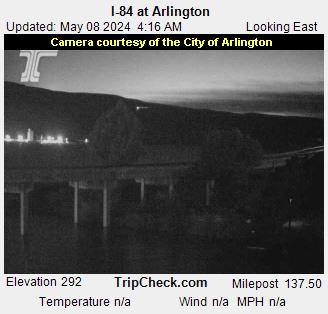 I-84 at Arlington
Updated: May 08 2024 4:16 AM Looking East
Camera courtesy of the City of Arlington
Elevation 292 TripCheck.com Milepost 137.50
Temperature n/a Wind n/a MPH n/a